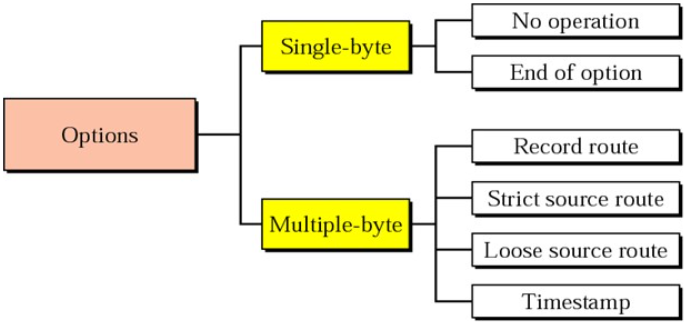 Options
Single-byte
No operation
End of option
Multiple-byte
Record route
Strict source route
Loose source route
Timestamp